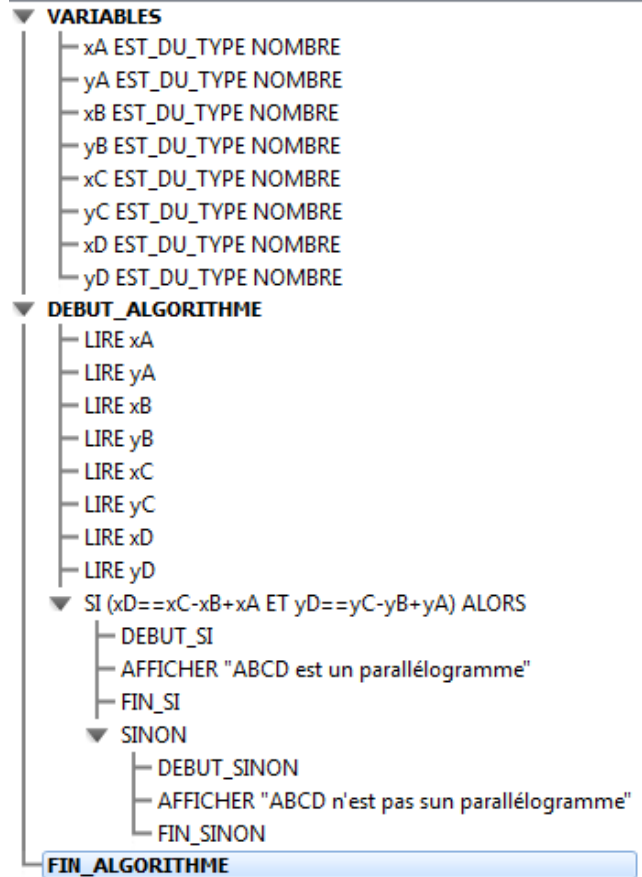 VARIABLES
xA EST_DU_TYPE NOMBRE
yA EST_DU_TYPE NOMBRE
xB EST_DU_TYPE NOMBRE
yB EST_DU_TYPE NOMBRE
xC EST_DU_TYPE NOMBRE
yC EST_DU_TYPE NOMBRE
xD EST_DU_TYPE NOMBRE
yD EST_DU_TYPE NOMBRE
DEBUT_ALGORITHME
LIRE xA
LIRE yA
LIRE xB
LIRE yB
LIRE xC
LIRE yC
LIRE xD
LIRE yD
SI (xD==xC-xB+xA ET yD==yC-yB+yA) ALORS
DEBUT_SI
AFFICHER "ABCD est un parallélogramme"
FIN_SI
SINON
DEBUT_SINON
AFFICHER "ABCD n'est pas sun parallélogramme"
FIN_SINON
FIN_ALGORITHME